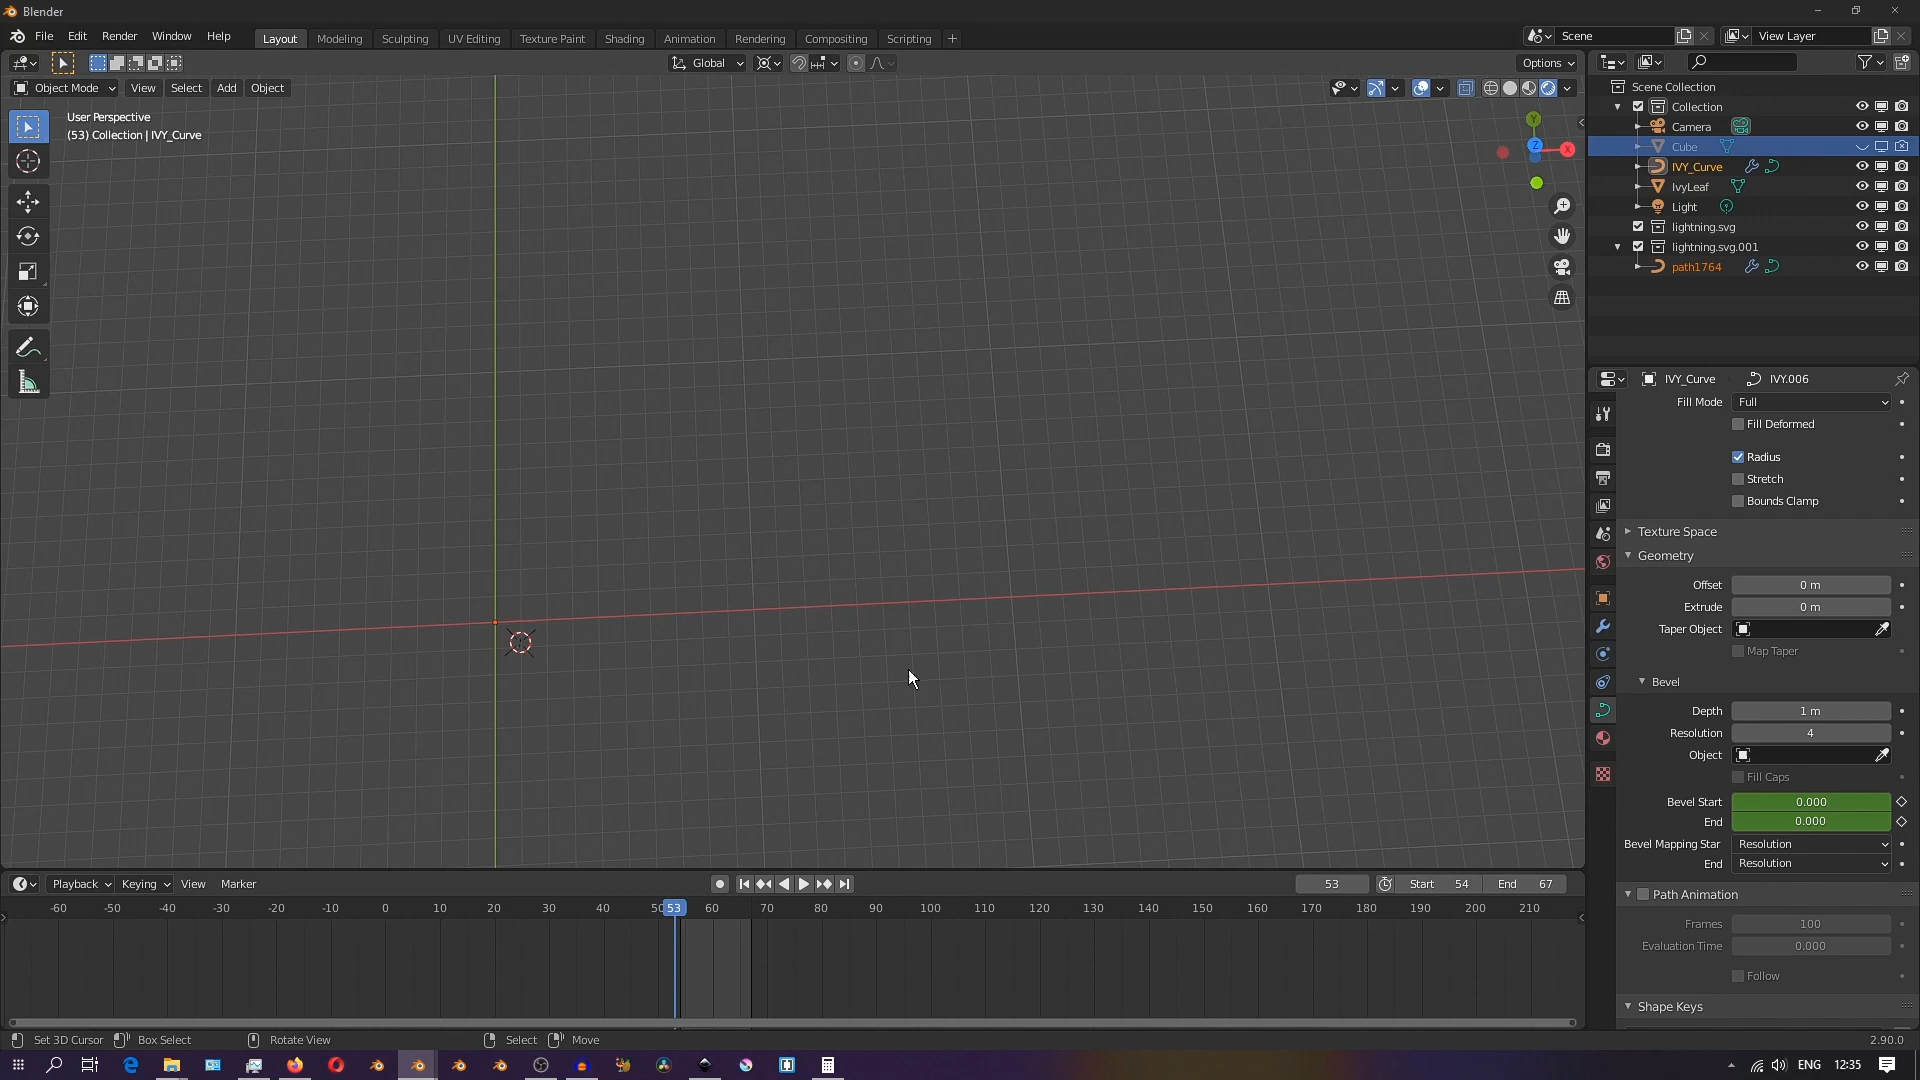 Blender
File Edit Render Window Help
Layout Modeling Sculpting UV Editing Texture Paint Shading Animation Rendering Compositing Scripting
Scene
View Layer
Global
Options
Object Mode View Select Add Object
User Perspective
(53) Collection | IVY_Curve
Y
Z
X
Scene Collection
Collection
Camera
Cube
IVY_Curve
IvyLeaf
Light
lightning.svg
lightning.svg.001
path1764
IVY_Curve IVY.006
Fill Mode Full
Fill Deformed
Radius
Stretch
Bounds Clamp
Texture Space
Geometry
Offset 0 m
Extrude 0 m
Taper Object
Map Taper
Bevel
Depth 1 m
Resolution 4
Object
Fill Caps
Bevel Start 0.000
End 0.000
Bevel Mapping Star Resolution
End Resolution
Path Animation
Frames 100
Evaluation Time 0.000
Follow
Shape Keys
Playback Keying View Marker
53 Start 54 End 67
-60 -50 -40 -30 -20 -10 0 10 20 30 40 50 53 60 70 80 90 100 110 120 130 140 150 160 170 180 190 200 210
Set 3D Cursor Box Select Rotate View Select Move
2.90.0
ENG 12:35